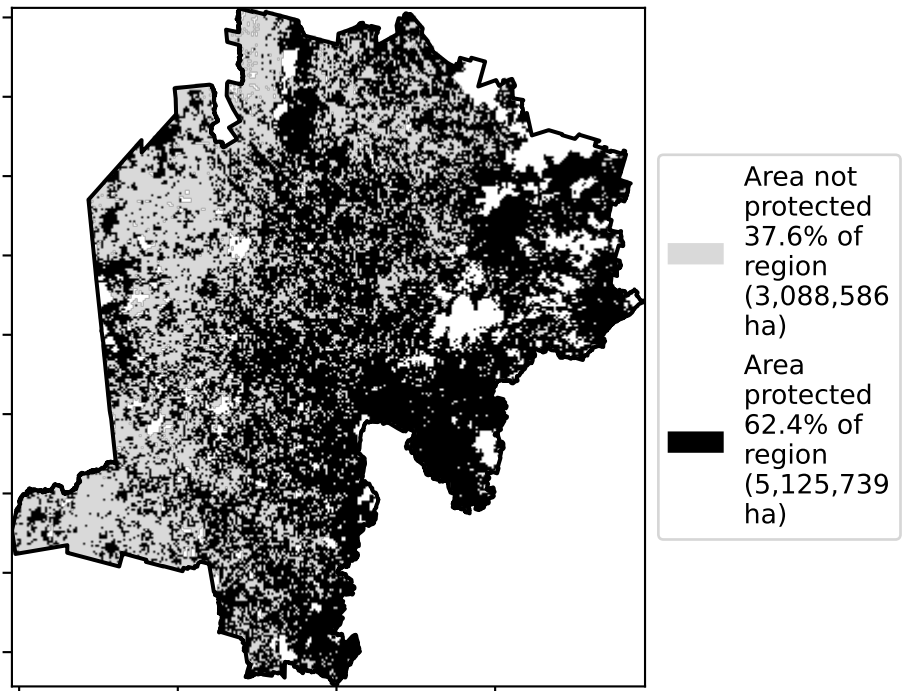 Area not
protected
37.6% of
region
(3,088,586
ha)
Area
protected
62.4% of
region
(5,125,739
ha)